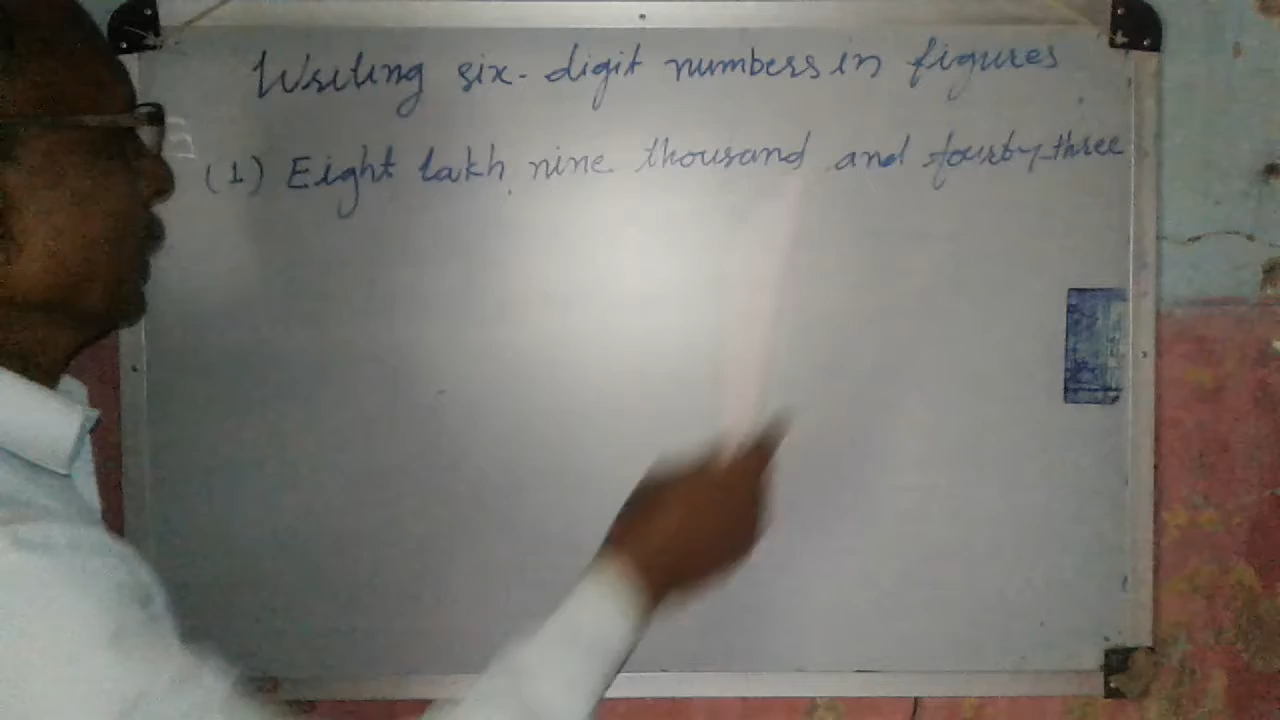 Writing six-digit numbers in figures
(1) Eight lakh, nine thousand and fourty-three